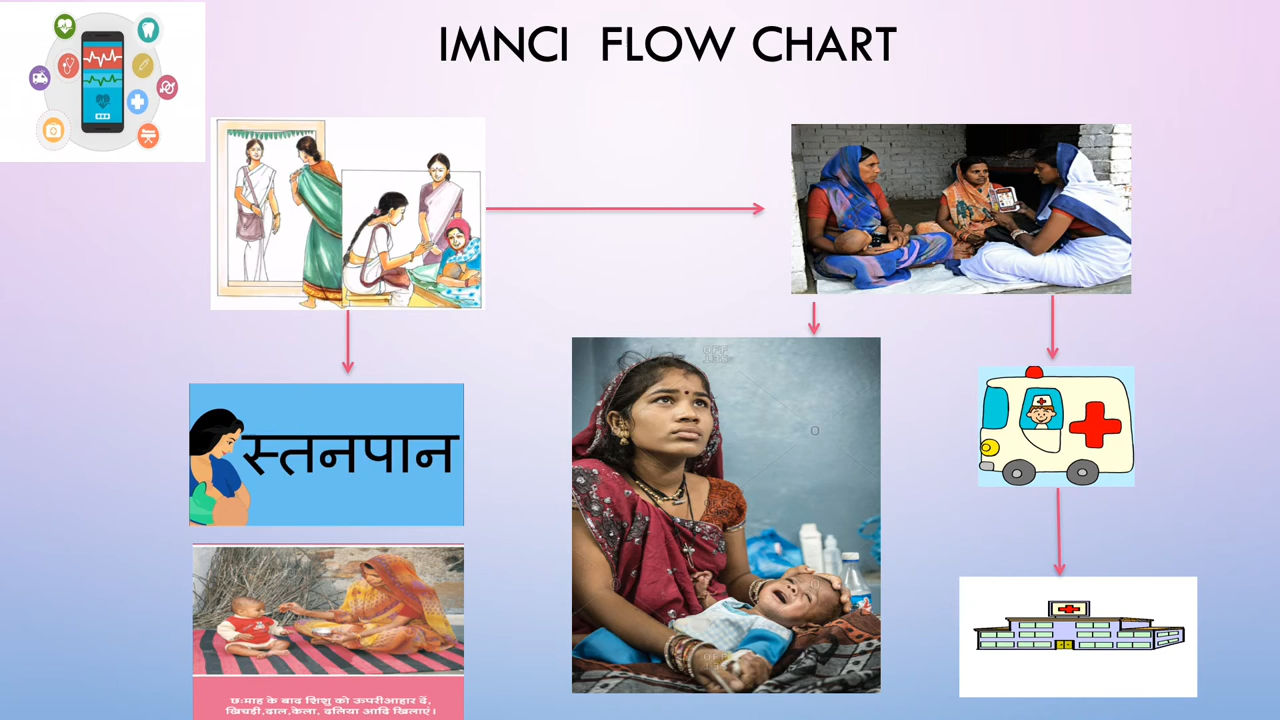 IMNCI FLOW CHART
स्तनपान
छःमाह के बाद शिशु को ऊपरीआहार दें,
खिचड़ी,दाल,केला, दलिया आदि खिलाएं।